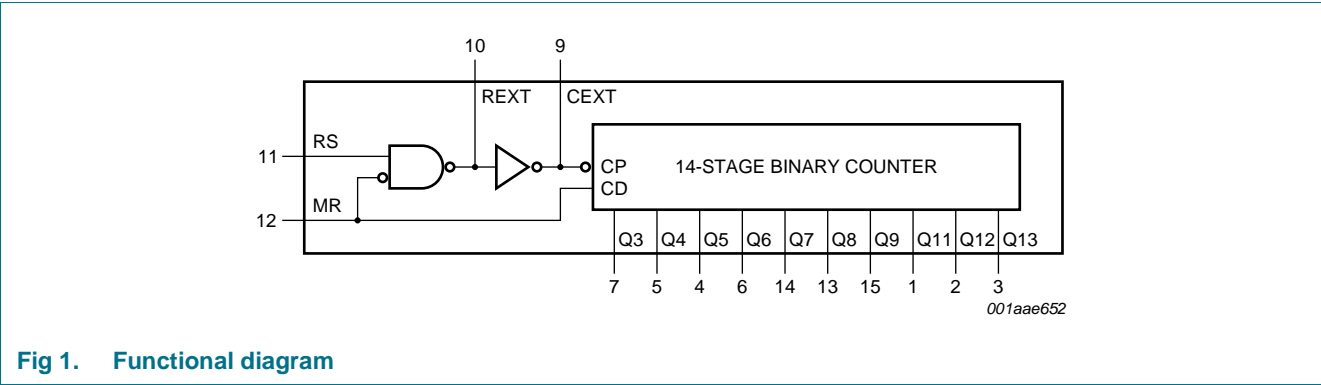 10 9
REXT CEXT
11 RS
CP 14-STAGE BINARY COUNTER
CD
12 MR
Q3 Q4 Q5 Q6 Q7 Q8 Q9 Q11 Q12 Q13
7 5 4 6 14 13 15 1 2 3
001aae652
Fig 1. Functional diagram